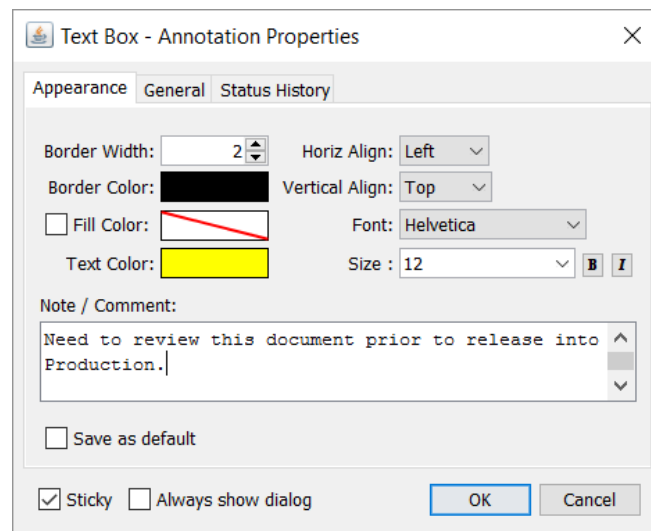 Text Box - Annotation Properties
Appearance General Status History
Border Width: 2 Horiz Align: Left
Border Color: Vertical Align: Top
Fill Color: Font: Helvetica
Text Color: Size : 12 B I
Note / Comment:
Need to review this document prior to release into
Production.
Save as default
Sticky Always show dialog OK Cancel